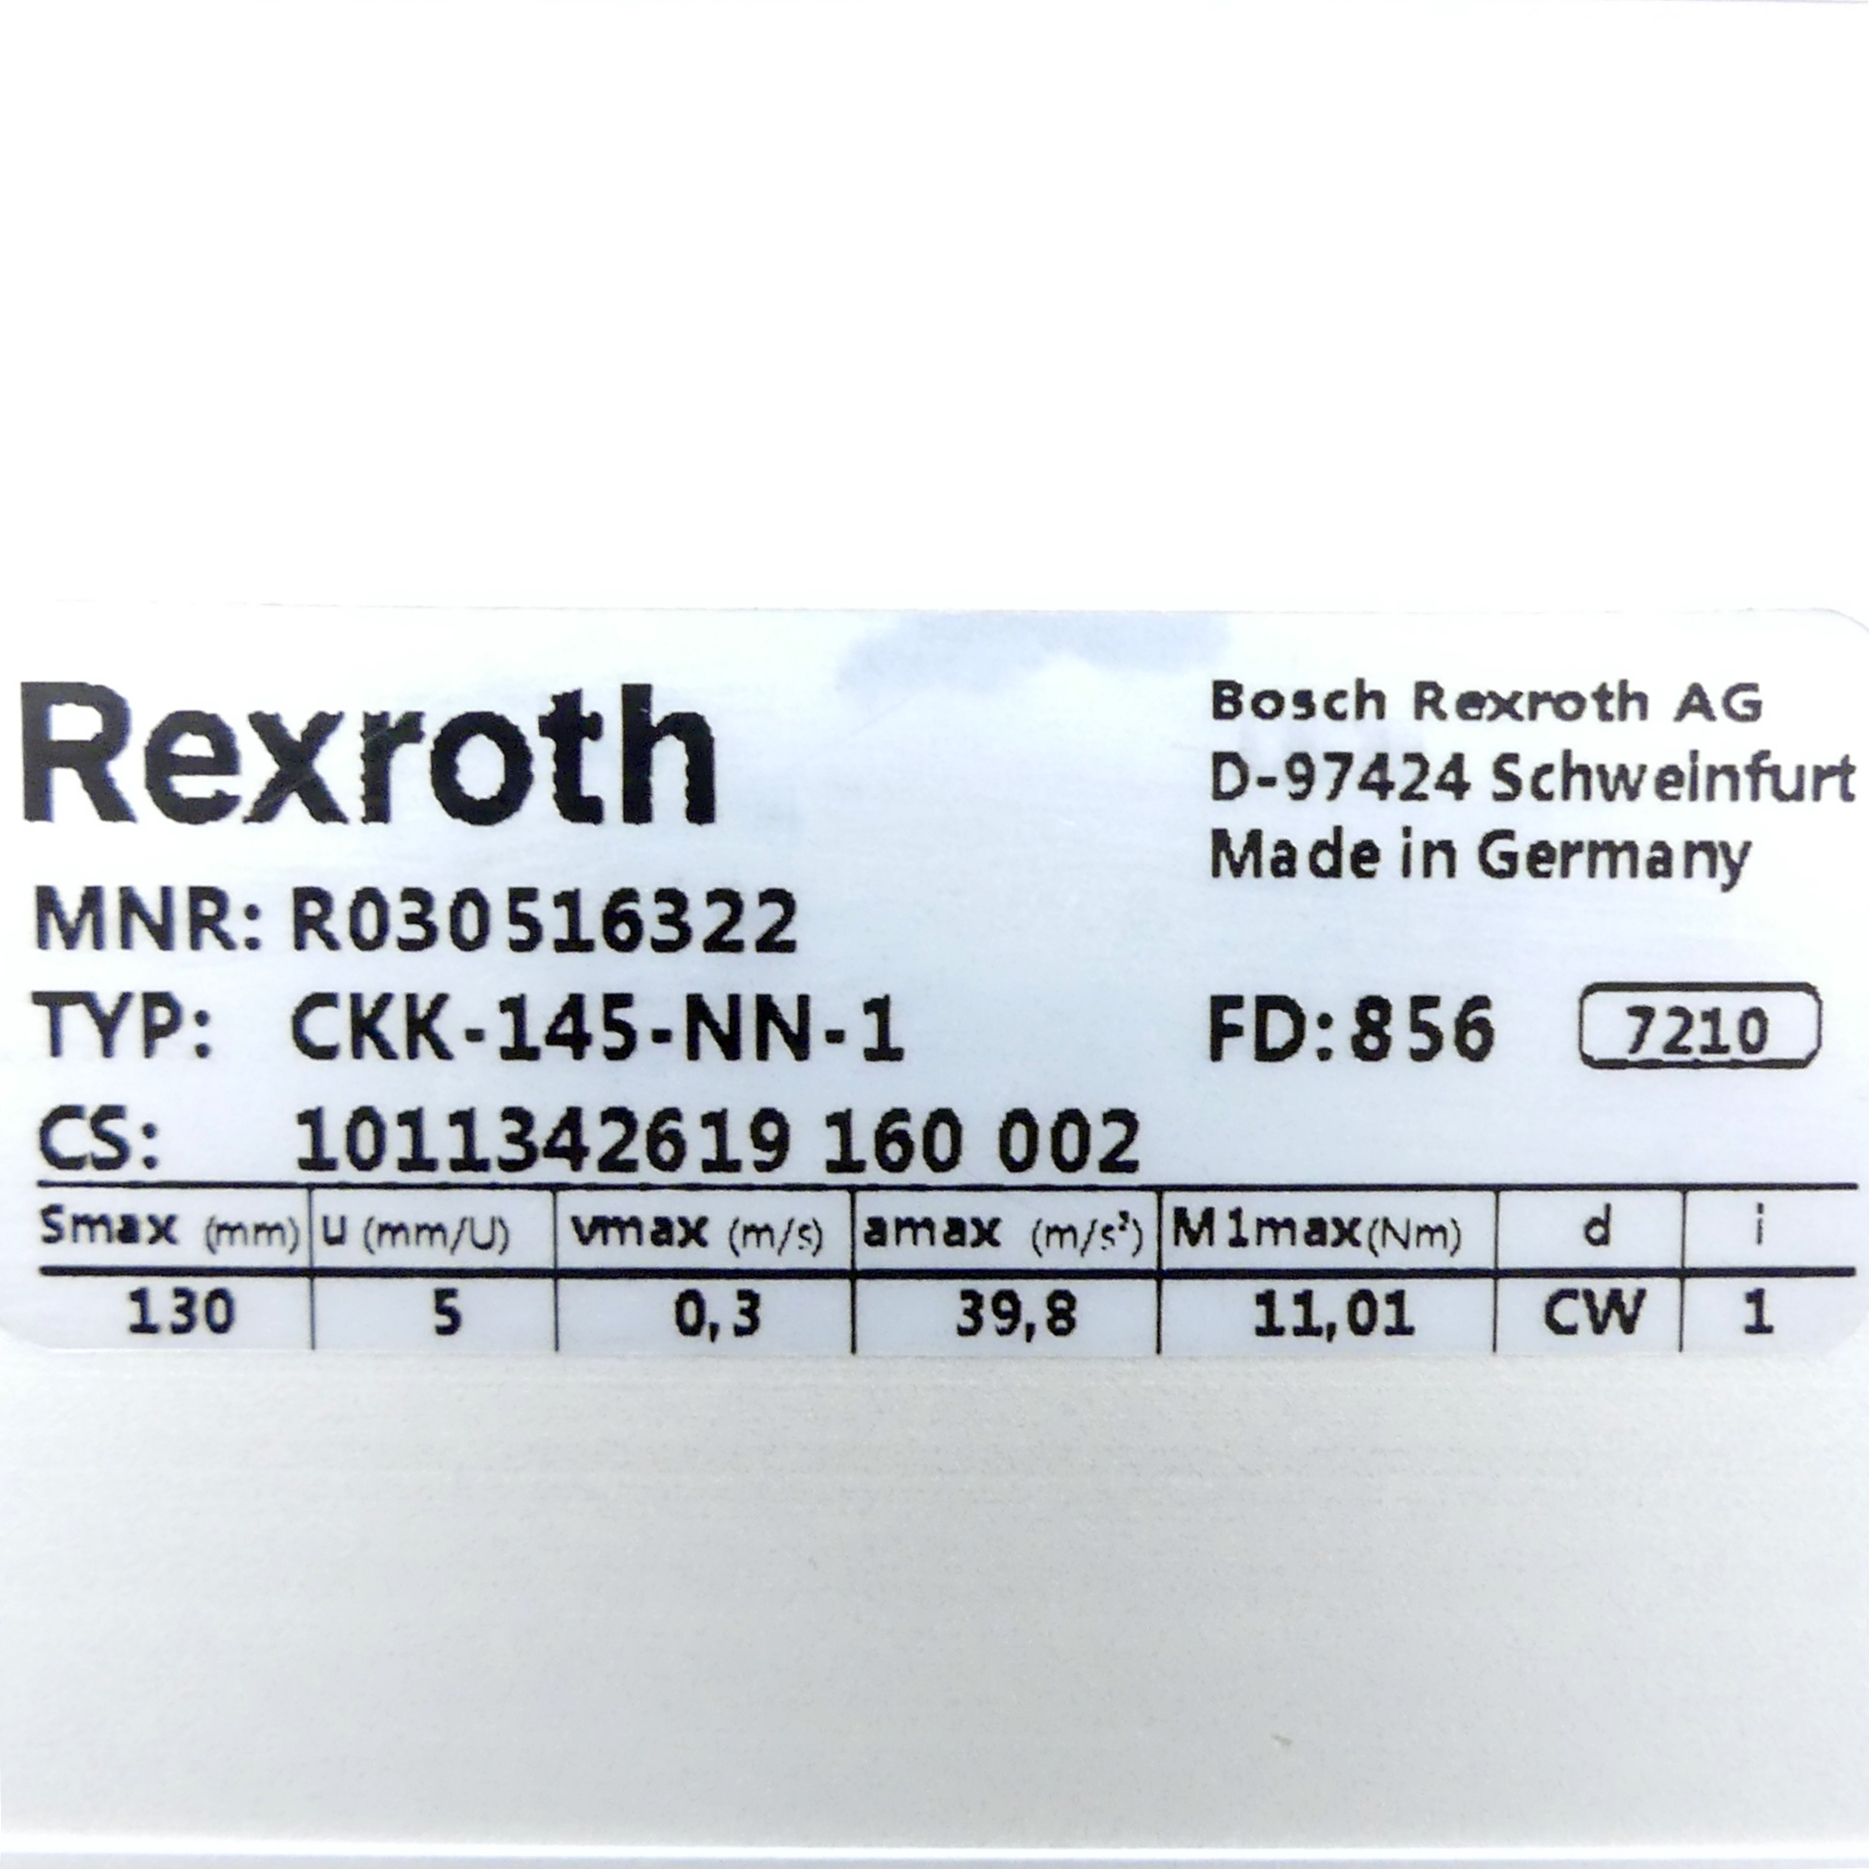 Rexroth
Bosch Rexroth AG
D-97424 Schweinfurt
Made in Germany
MNR: R030516322
TYP: CKK-145-NN-1 FD:856 7210
CS: 1011342619 160 002
Smax (mm) u (mm/U) vmax (m/s) amax (m/s²) M1max(Nm) d i
130 5 0,3 39,8 11,01 CW 1